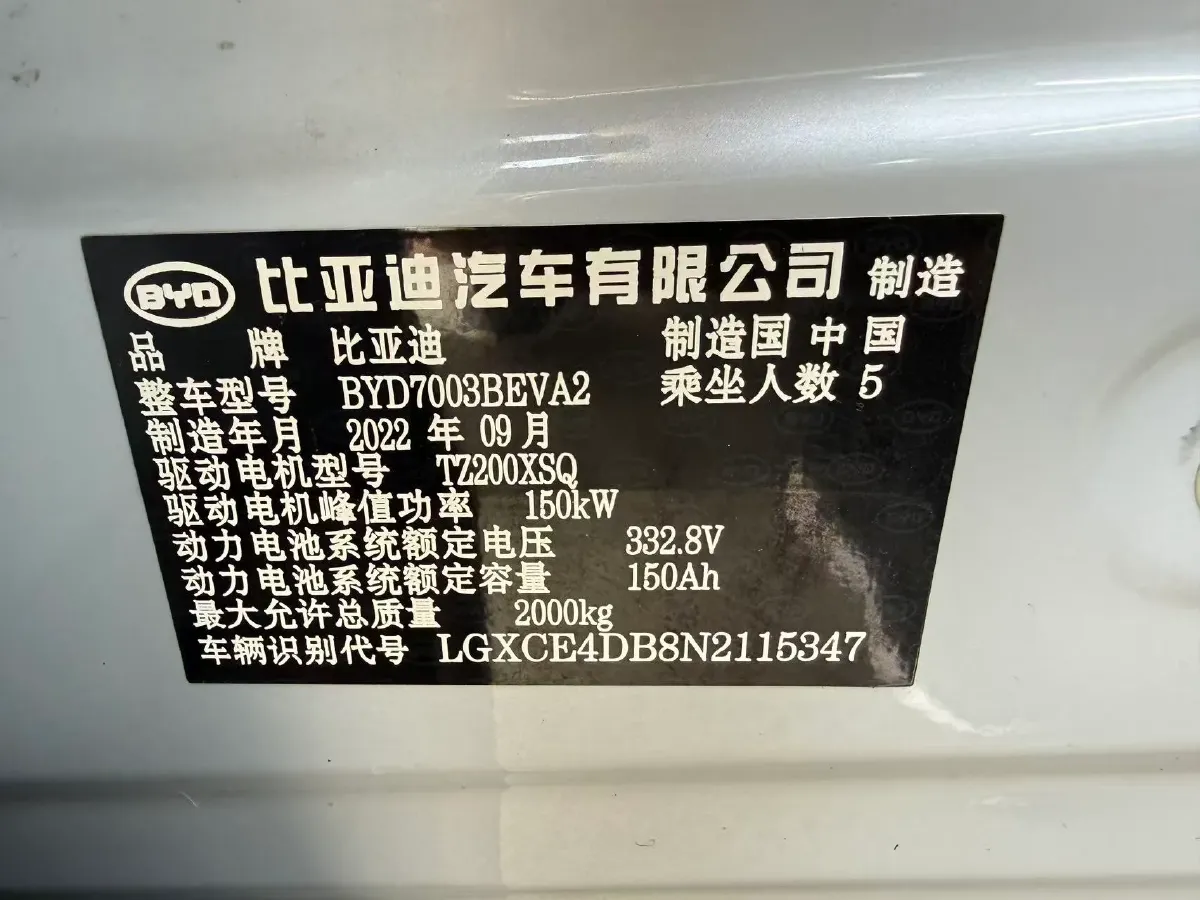 BYD 比亚迪汽车有限公司 制造
品 牌 比亚迪 制造国 中国
整车型号 BYD7003BEVA2 乘坐人数 5
制造年月 2022 年 09 月
驱动电机型号 TZ200XSQ
驱动电机峰值功率 150kW
动力电池系统额定电压 332.8V
动力电池系统额定容量 150Ah
最大允许总质量 2000kg
车辆识别代号 LGXCE4DB8N2115347